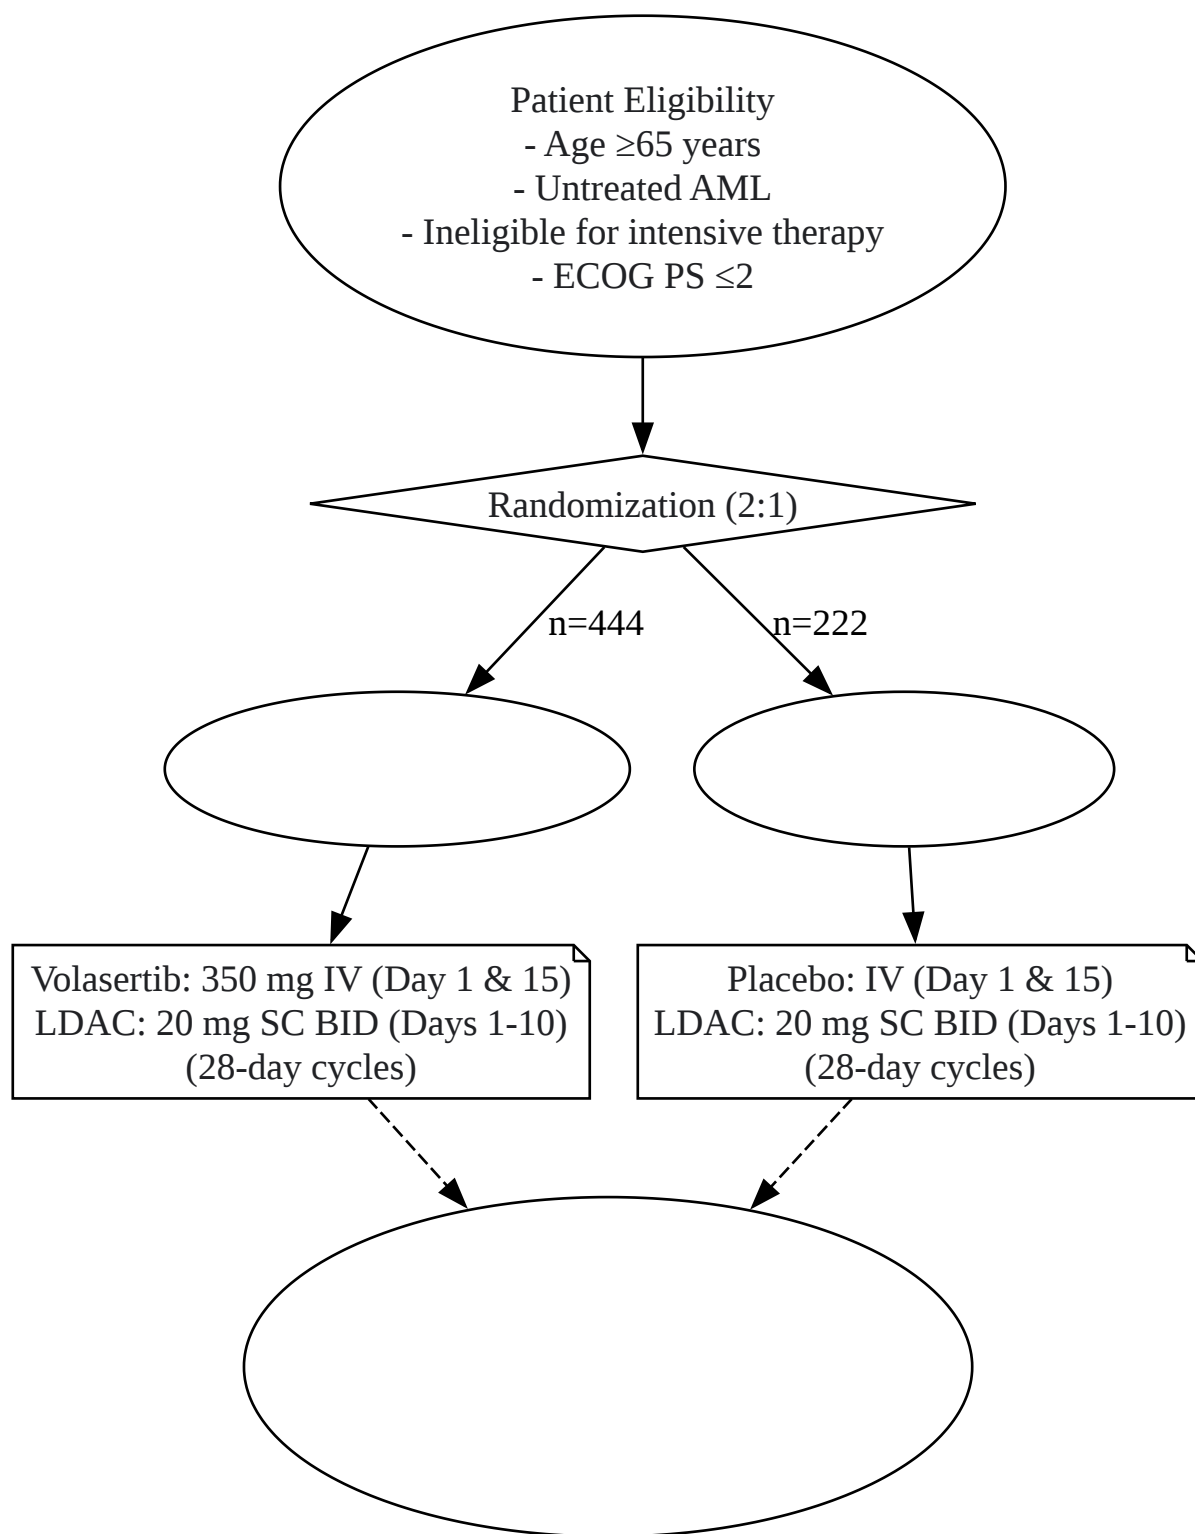 Patient Eligibility
- Age ≥65 years
- Untreated AML
- Ineligible for intensive therapy
- ECOG PS ≤2
Randomization (2:1)
n=444
n=222
Volasertib: 350 mg IV (Day 1 & 15)
LDAC: 20 mg SC BID (Days 1-10)
(28-day cycles)
Placebo: IV (Day 1 & 15)
LDAC: 20 mg SC BID (Days 1-10)
(28-day cycles)